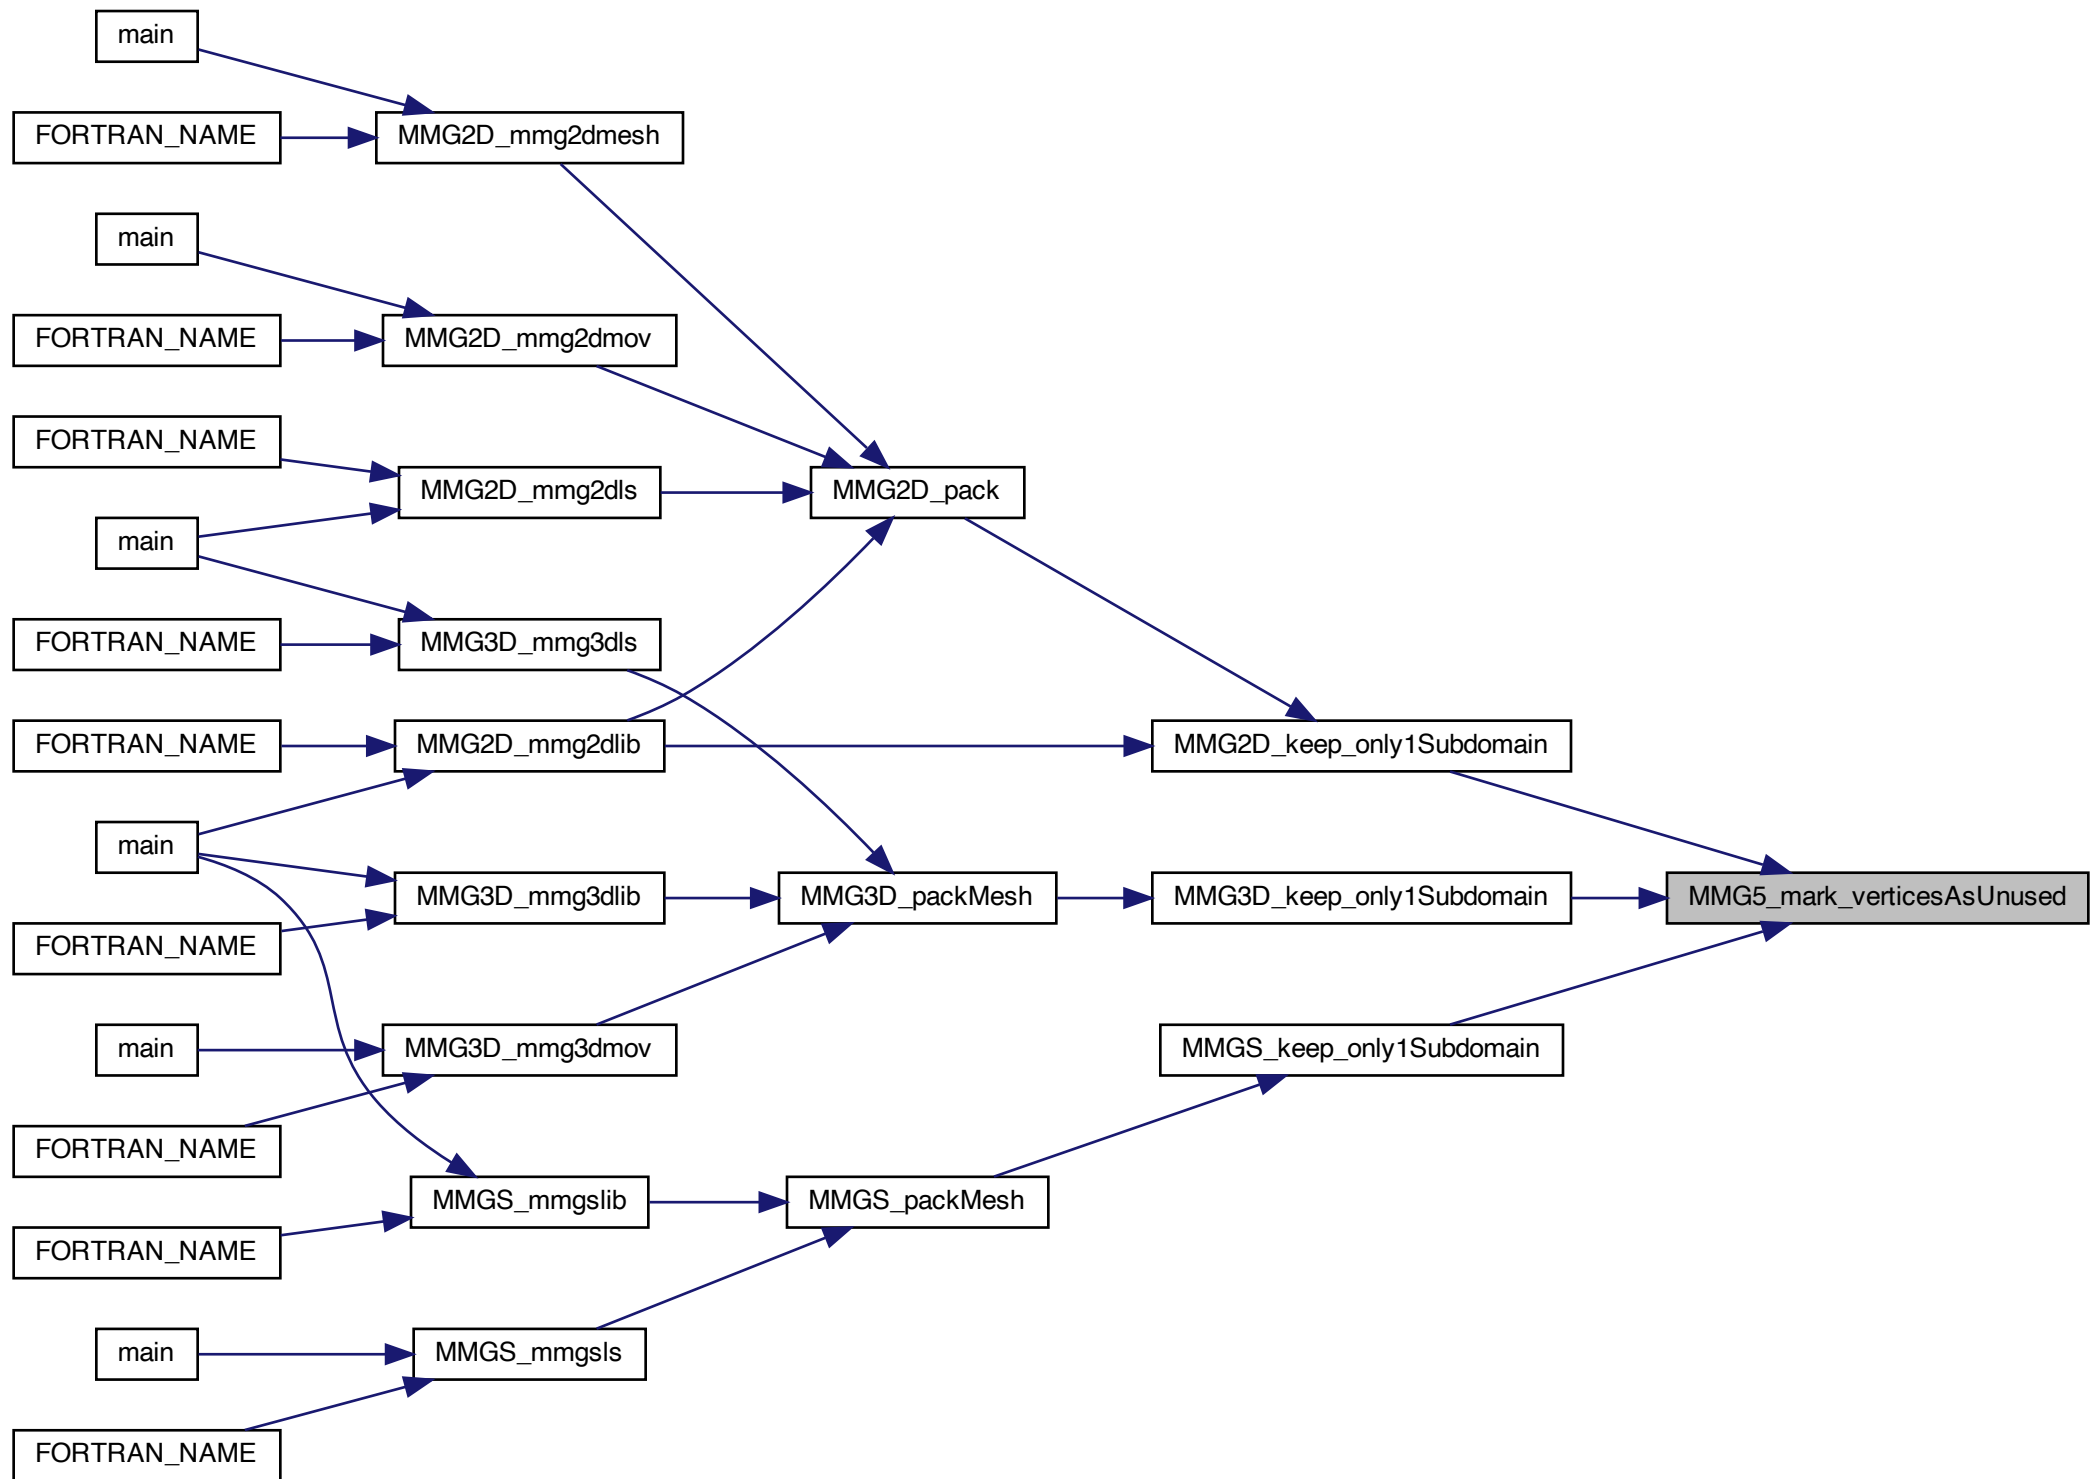 main
FORTRAN_NAME
MMG2D_mmg2dmesh
main
FORTRAN_NAME
MMG2D_mmg2dmov
FORTRAN_NAME
MMG2D_mmg2dls
MMG2D_pack
main
FORTRAN_NAME
MMG3D_mmg3dls
FORTRAN_NAME
MMG2D_mmg2dlib
MMG2D_keep_only1Subdomain
main
MMG3D_mmg3dlib
MMG3D_packMesh
MMG3D_keep_only1Subdomain
MMG5_mark_verticesAsUnused
FORTRAN_NAME
main
MMG3D_mmg3dmov
MMGS_keep_only1Subdomain
FORTRAN_NAME
MMGS_mmgslib
MMGS_packMesh
FORTRAN_NAME
main
MMGS_mmgsls
FORTRAN_NAME